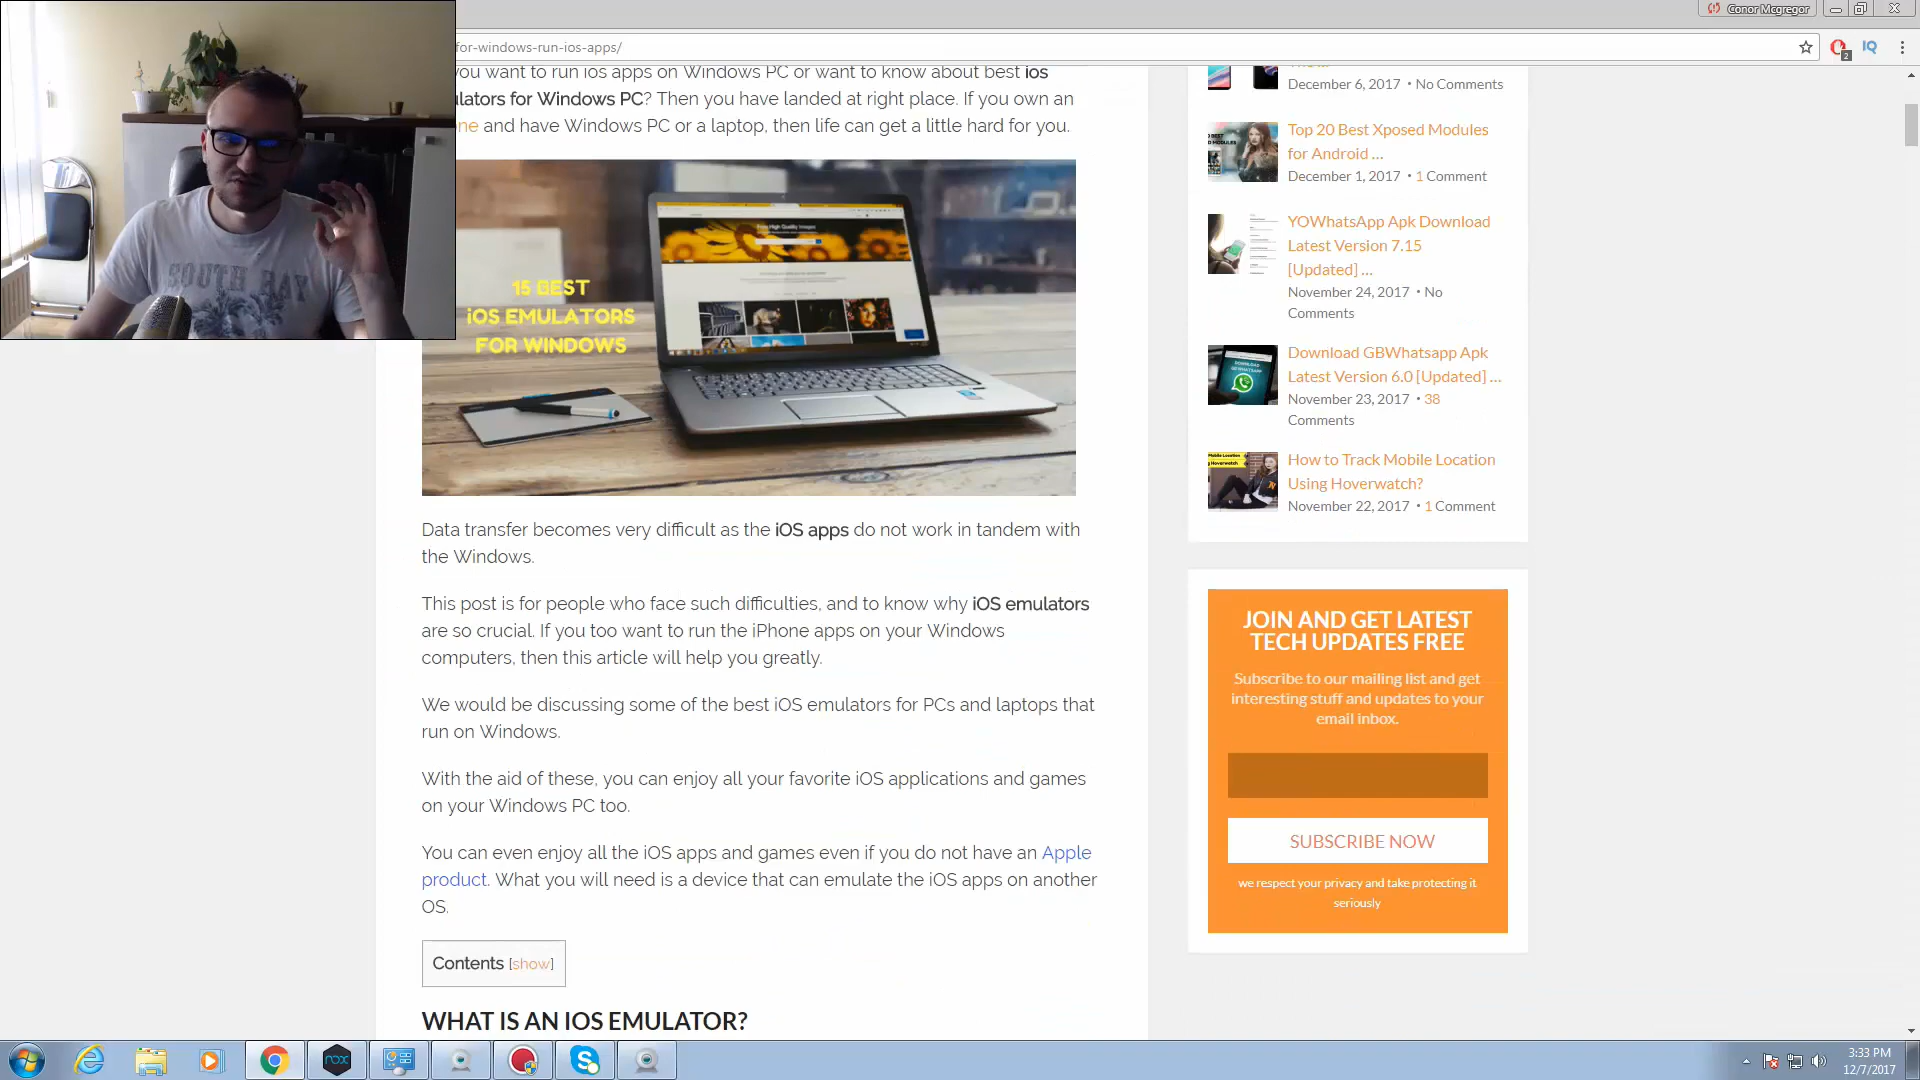 Conor Mcgregor
for-windows-run-ios-apps/
you want to run ios apps on Windows PC or want to know about best ios
ulators for Windows PC? Then you have landed at right place. If you own an
ne and have Windows PC or a laptop, then life can get a little hard for you.
SOUTH BAY
15 BEST
iOS EMULATORS
FOR WINDOWS
Data transfer becomes very difficult as the iOS apps do not work in tandem with
the Windows.
This post is for people who face such difficulties, and to know why iOS emulators
are so crucial. If you too want to run the iPhone apps on your Windows
computers, then this article will help you greatly.
We would be discussing some of the best iOS emulators for PCs and laptops that
run on Windows.
With the aid of these, you can enjoy all your favorite iOS applications and games
on your Windows PC too.
You can even enjoy all the iOS apps and games even if you do not have an Apple
product. What you will need is a device that can emulate the iOS apps on another
OS.
Contents [show]
WHAT IS AN IOS EMULATOR?
December 6, 2017 • No Comments
Top 20 Best Xposed Modules
for Android ...
December 1, 2017 • 1 Comment
YOWhatsApp Apk Download
Latest Version 7.15
[Updated] ...
November 24, 2017 • No
Comments
Download GBWhatsapp Apk
Latest Version 6.0 [Updated] ...
November 23, 2017 • 38
Comments
How to Track Mobile Location
Using Hoverwatch?
November 22, 2017 • 1 Comment
JOIN AND GET LATEST
TECH UPDATES FREE
Subscribe to our mailing list and get
interesting stuff and updates to your
email inbox.
SUBSCRIBE NOW
we respect your privacy and take protecting it
seriously
IQ
2
nox
3:33 PM
12/7/2017